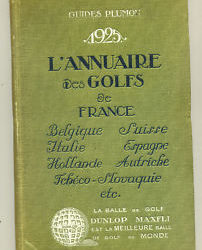 GUIDES PLUMON
1925
L'ANNUAIRE
Des GOLFS
de
FRANCE
Belgique Suisse
Italie Espagne
Hollande Autriche
Tchéco-Slovaquie
etc.
LA BALLE DE GOLF
DUNLOP MAXFLI
EST LA MEILLEURE BALLE
DE GOLF DU MONDE